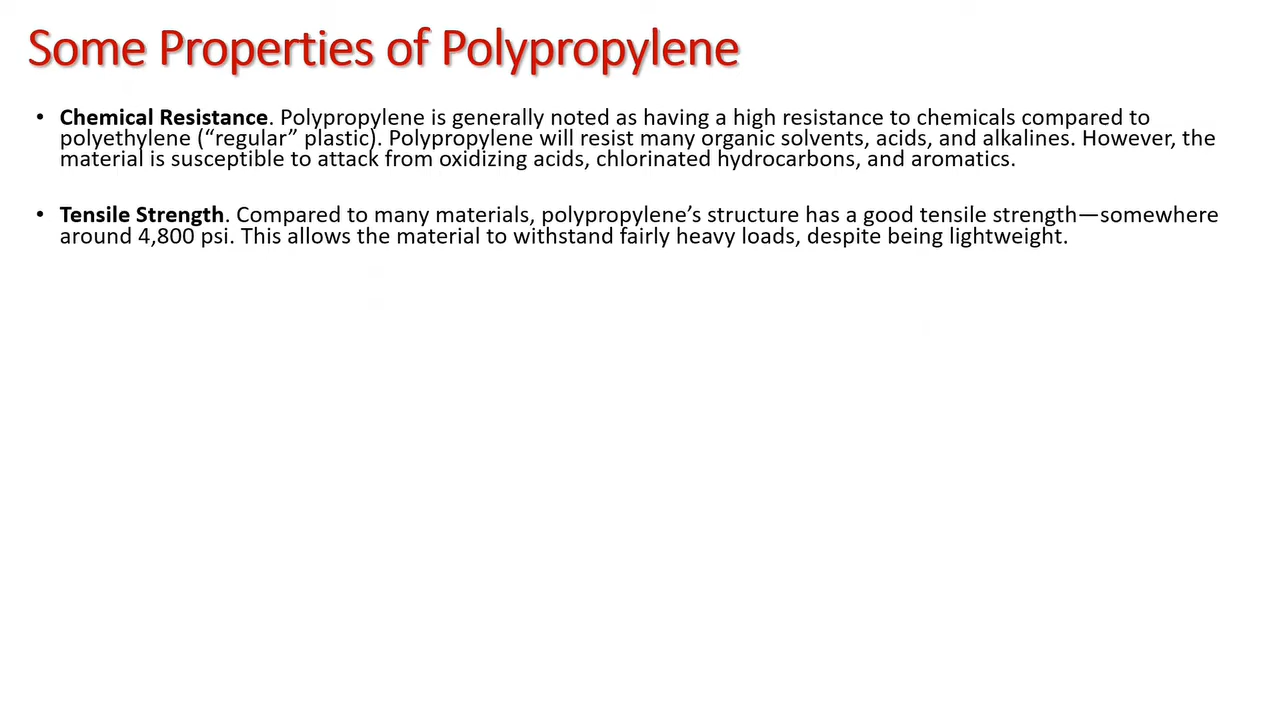 Some Properties of Polypropylene
• Chemical Resistance. Polypropylene is generally noted as having a high resistance to chemicals compared to
polyethylene (“regular” plastic). Polypropylene will resist many organic solvents, acids, and alkalines. However, the
material is susceptible to attack from oxidizing acids, chlorinated hydrocarbons, and aromatics.
• Tensile Strength. Compared to many materials, polypropylene’s structure has a good tensile strength—somewhere
around 4,800 psi. This allows the material to withstand fairly heavy loads, despite being lightweight.